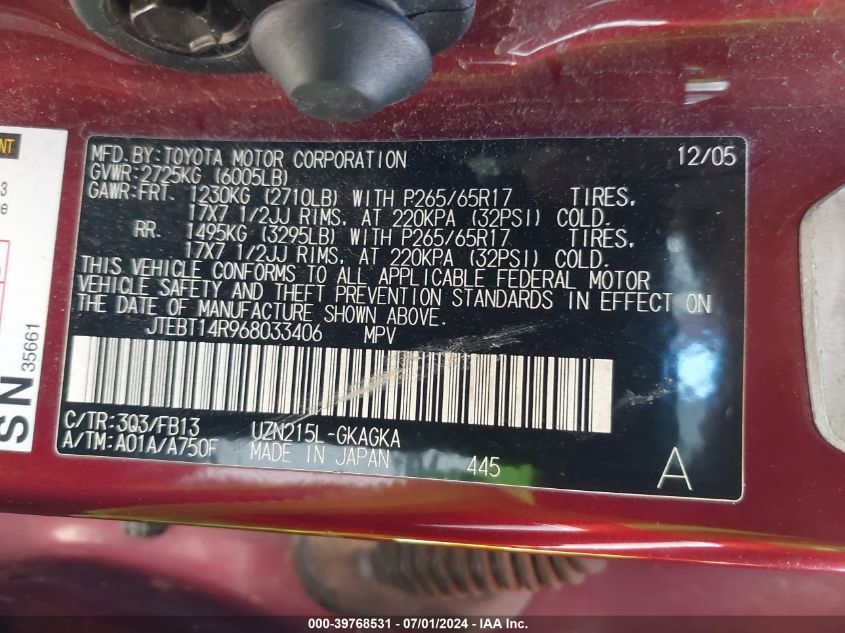 MFD. BY: TOYOTA MOTOR CORPORATION 12/05
GVWR: 2725KG (6005LB)
GAWR: FRT. 1230KG (2710LB) WITH P265/65R17 TIRES,
17X7 1/2JJ RIMS, AT 220KPA (32PSI) COLD.
RR. 1495KG (3295LB) WITH P265/65R17 TIRES,
17X7 1/2JJ RIMS, AT 220KPA (32PSI) COLD.
THIS VEHICLE CONFORMS TO ALL APPLICABLE FEDERAL MOTOR
VEHICLE SAFETY AND THEFT PREVENTION STANDARDS IN EFFECT ON
THE DATE OF MANUFACTURE SHOWN ABOVE.
JTEBT14R968033406 MPV
C/TR: 3Q3/FB13 UZN215L-GKAGKA
A/TM: A01A/A750F MADE IN JAPAN 445 A
SN 35661
000-39768531 - 07/01/2024 - IAA Inc.